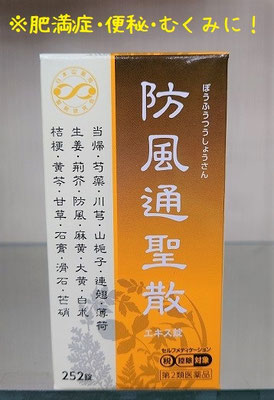 ※肥満症・便秘・むくみに！
ぼうふうつうしょうさん
防風通聖散
エキス錠
当帰・芍薬・川芎・山梔子・連翹・薄荷
生姜・荊芥・防風・麻黄・大黄・白朮
桔梗・黄芩・甘草・石膏・滑石・芒硝
セルフメディケーション
税 控除 対象
第2類医薬品
252錠